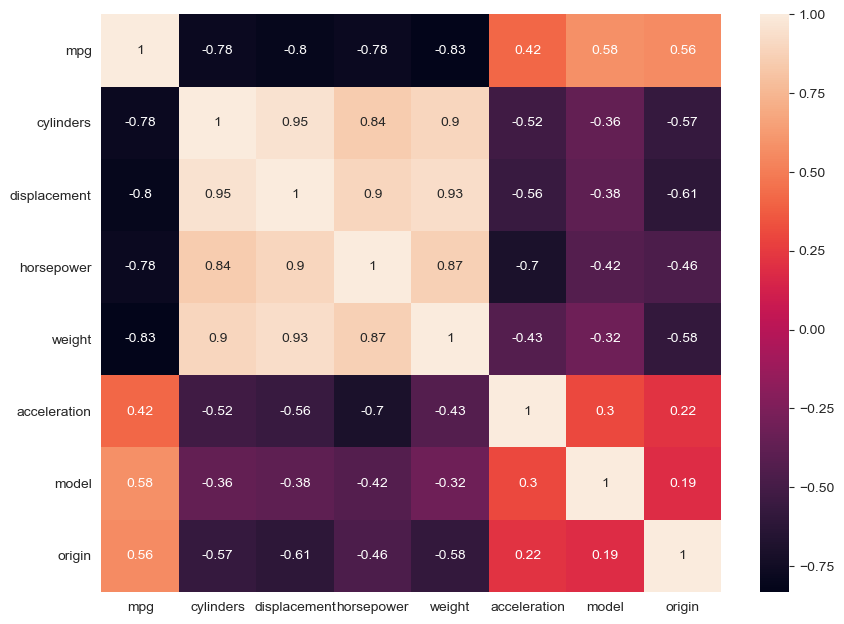 mpg 1 -0.78 -0.8 -0.78 -0.83 0.42 0.58 0.56
cylinders -0.78 1 0.95 0.84 0.9 -0.52 -0.36 -0.57
displacement -0.8 0.95 1 0.9 0.93 -0.56 -0.38 -0.61
horsepower -0.78 0.84 0.9 1 0.87 -0.7 -0.42 -0.46
weight -0.83 0.9 0.93 0.87 1 -0.43 -0.32 -0.58
acceleration 0.42 -0.52 -0.56 -0.7 -0.43 1 0.3 0.22
model 0.58 -0.36 -0.38 -0.42 -0.32 0.3 1 0.19
origin 0.56 -0.57 -0.61 -0.46 -0.58 0.22 0.19 1
mpg cylinders displacement horsepower weight acceleration model origin
1.00
0.75
0.50
0.25
0.00
−0.25
−0.50
−0.75